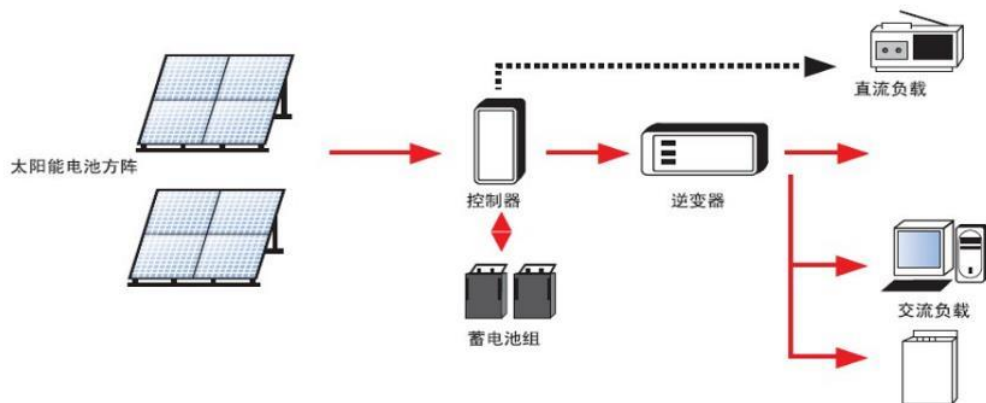 直流负载
太阳能电池方阵
控制器
逆变器
交流负载
蓄电池组